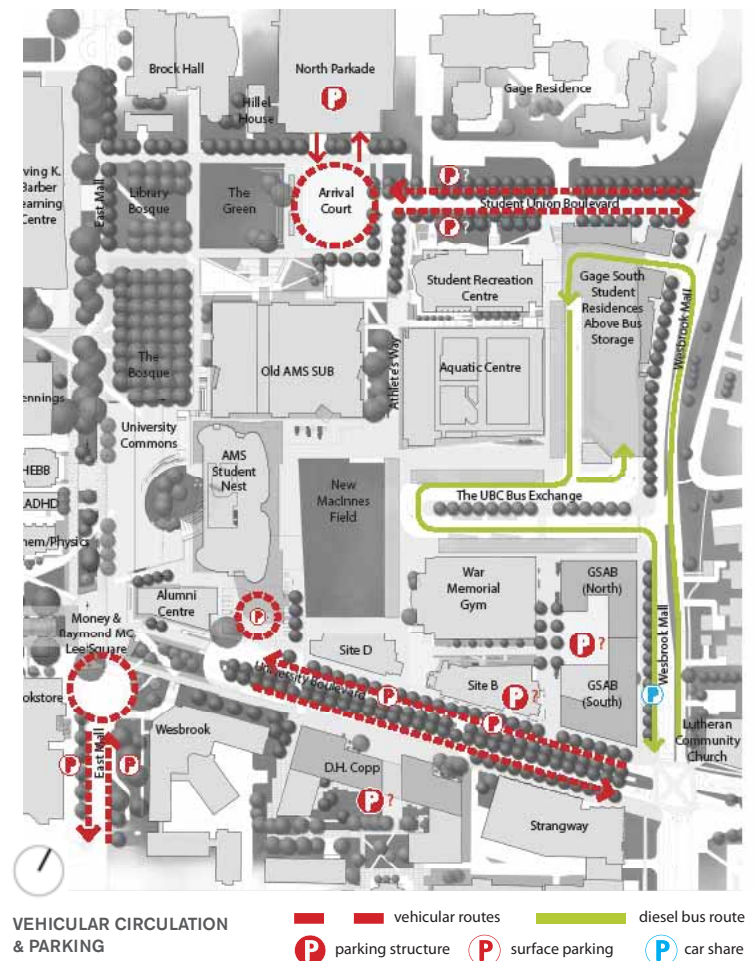 Brock Hall
North Parkade
P
Gage Residence
Hillel
House
ving K.
Barber
earning
Centre
East Mall
Library
Bosque
The
Green
Arrival
Court
P?
Student Union Boulevard
P?
Student Recreation
Centre
Gage South
Student
Residences
Above Bus
Storage
Wesbrook Mall
The
Bosque
Old AMS SUB
Athlete's Way
Aquatic Centre
ennings
University
Commons
AMS
Student
Nest
HEBB
ADHD
hem/Physics
New
MacInnes
Field
The UBC Bus Exchange
War
Memorial
Gym
GSAB
(North)
Alumni
Centre
P
Money &
Raymond MC.
Lee Square
Site D
P?
Wesbrook Mall
University Boulevard
P
Site B
P?
GSAB
(South)
P
P
ookstore
Wesbrook
Lutheran
Community
Church
P
East Mall
P
D.H. Copp
P?
Strangway
VEHICULAR CIRCULATION
& PARKING
vehicular routes
diesel bus route
P parking structure
P surface parking
P car share